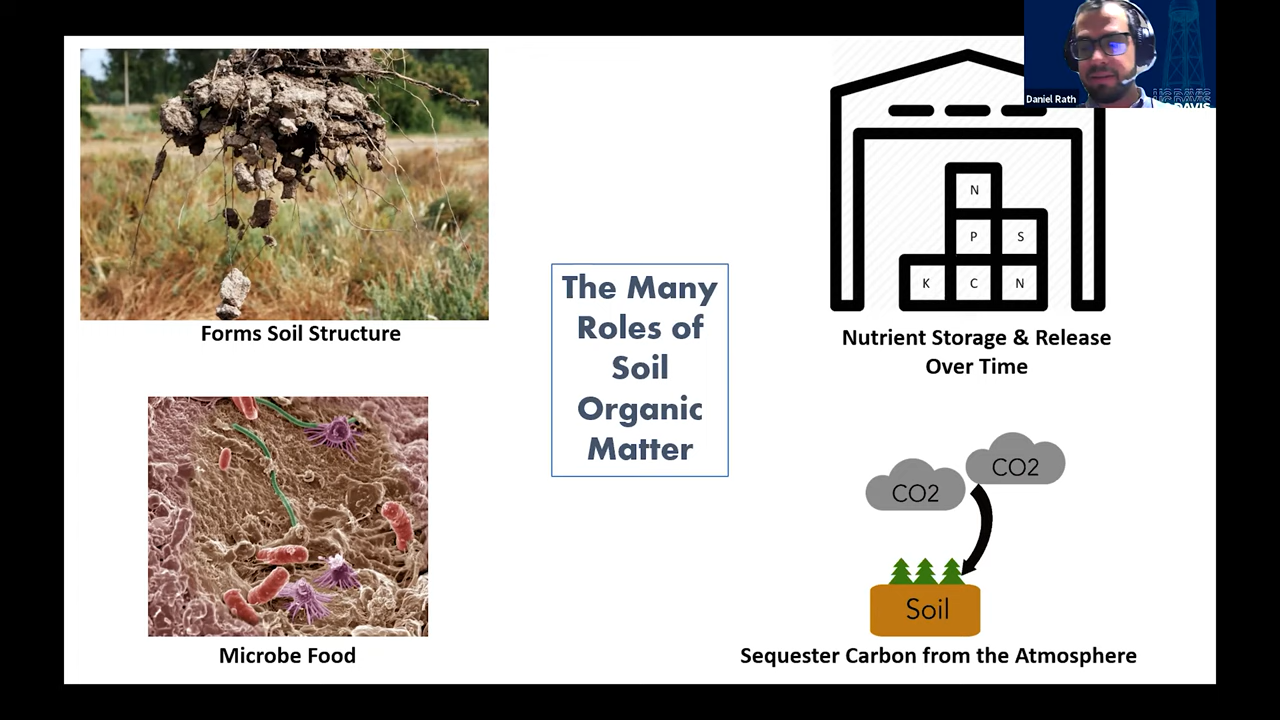 Daniel Rath
DAVIS
N
P
S
K
C
N
Forms Soil Structure
Nutrient Storage & Release
Over Time
The Many
Roles of
Soil
Organic
Matter
CO2
CO2
Soil
Microbe Food
Sequester Carbon from the Atmosphere